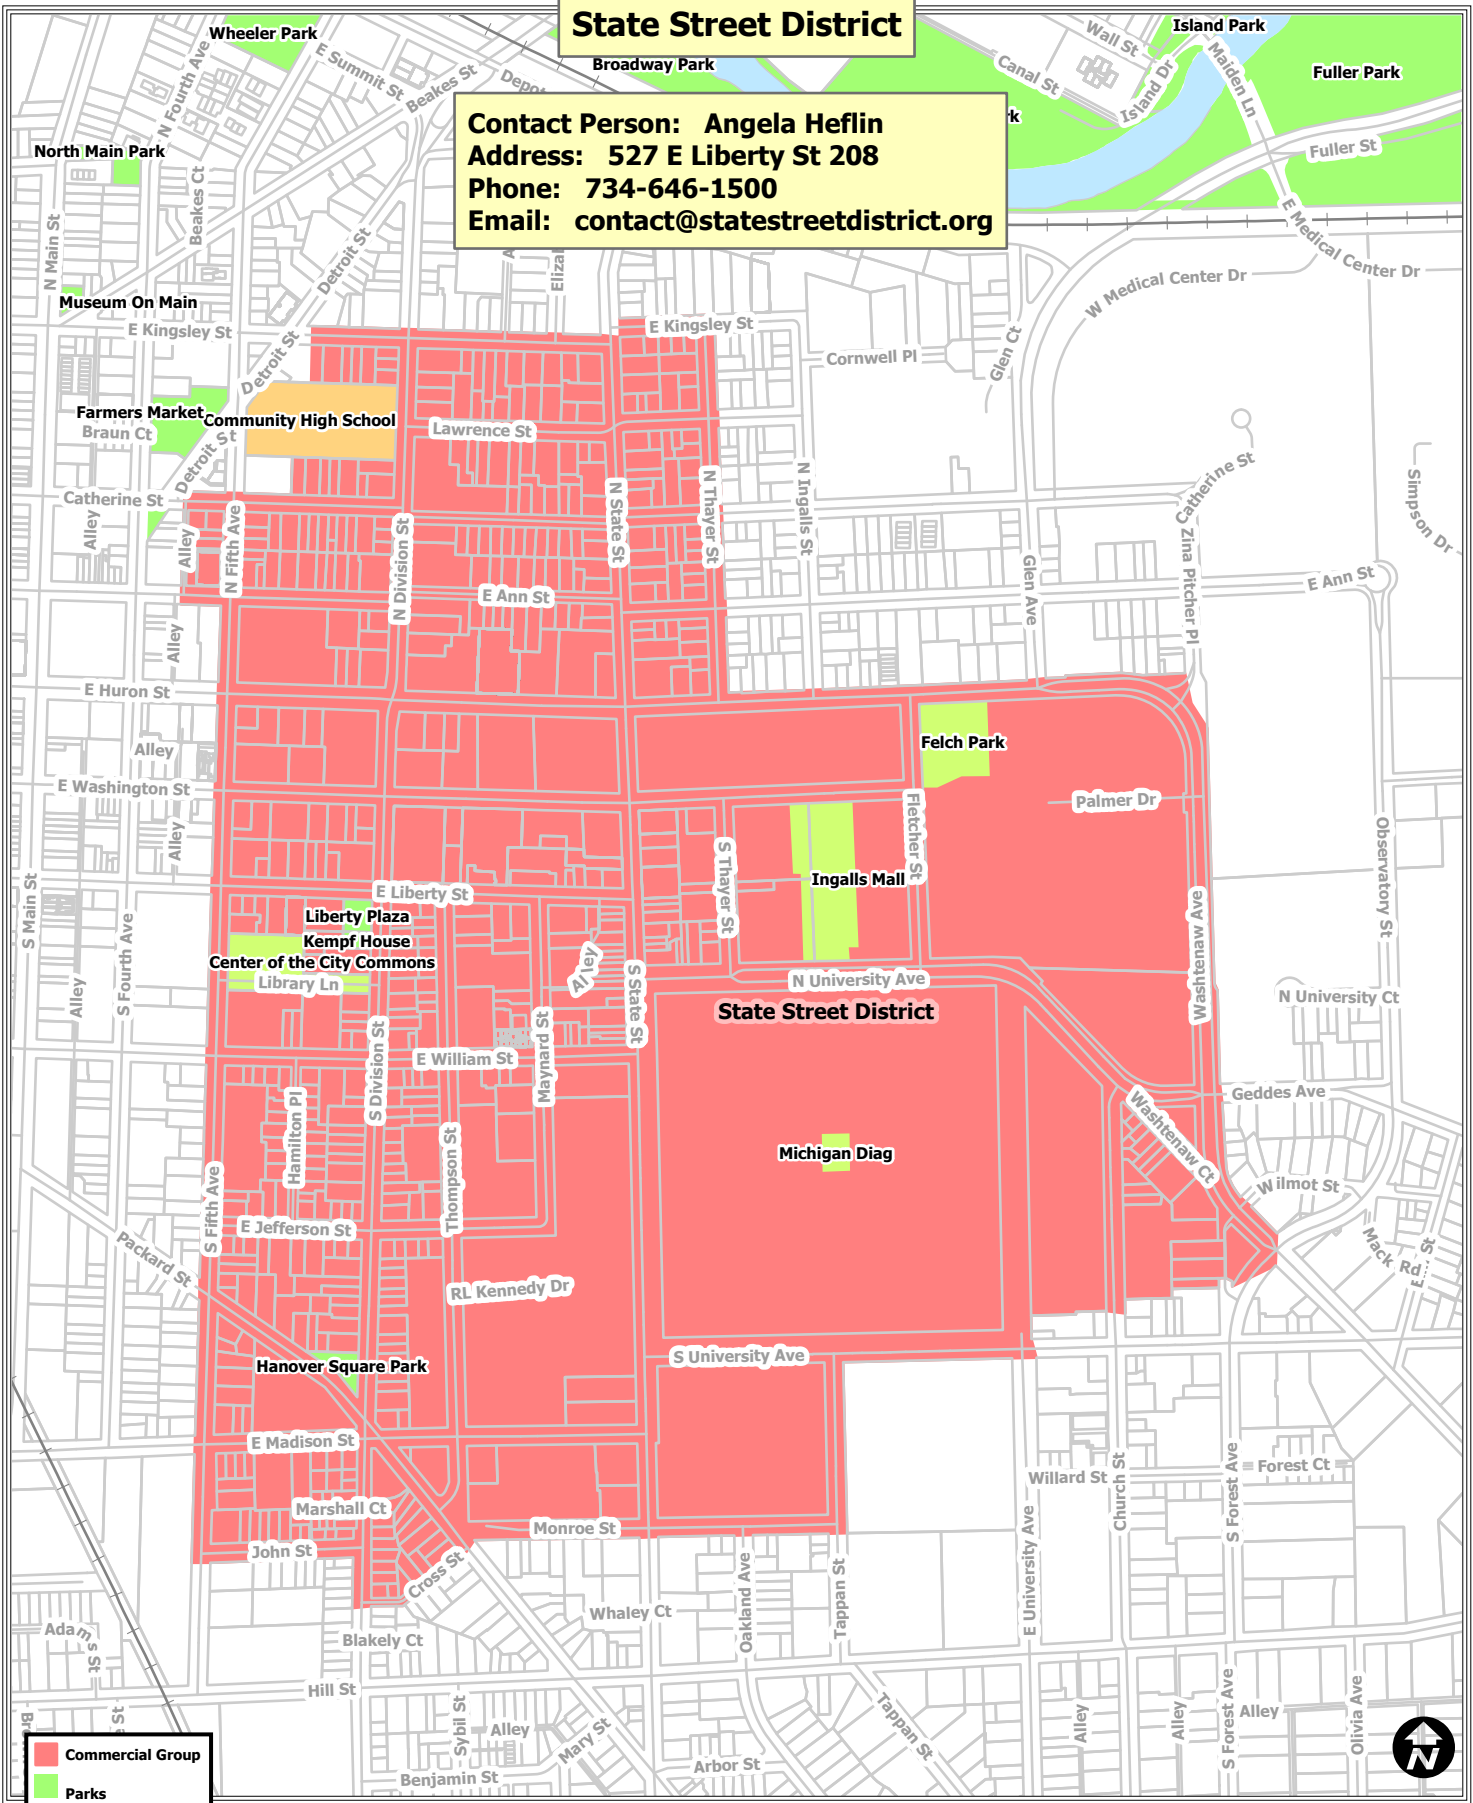 State Street District
Contact Person: Angela Heflin
Address: 527 E Liberty St 208
Phone: 734-646-1500
Email: contact@statestreetdistrict.org
Wheeler Park
Broadway Park
Island Park
Fuller Park
North Main Park
Museum On Main
Farmers Market
Community High School
Felch Park
Ingalls Mall
Liberty Plaza
Kempf House
Center of the City Commons
State Street District
Michigan Diag
Hanover Square Park
N Fourth Ave
E Summit St
Beakes St
Wall St
Canal St
Island Dr
Maiden Ln
Fuller St
Beakes Ct
N Main St
Detroit St
E Medical Center Dr
W Medical Center Dr
E Kingsley St
E Kingsley St
Detroit St
Cornwell Pl
Glen Ct
Braun Ct
Lawrence St
Detroit St
Catherine St
Catherine St
Alley
Alley
N Fifth Ave
N Division St
N State St
N Thayer St
N Ingalls St
Simpson Dr
Zina Pitcher Pl
Glen Ave
E Ann St
E Ann St
Alley
E Huron St
Alley
E Washington St
Palmer Dr
Alley
S Thayer St
Fletcher St
Observatory St
S Main St
E Liberty St
S Fourth Ave
Washtenaw Ave
Alley
Alley
Library Ln
S State St
N University Ave
N University Ct
S Division St
Maynard St
E William St
Hamilton Pl
Geddes Ave
Washtenaw Ct
Thompson St
S Fifth Ave
Wilmot St
E Jefferson St
Packard St
Mack Rd
RL Kennedy Dr
S University Ave
E Madison St
Willard St
Church St
S Forest Ave
Forest Ct
Marshall Ct
Monroe St
E University Ave
John St
Cross St
Oakland Ave
Tappan St
Whaley Ct
Adams St
Blakely Ct
Hill St
Sybil St
Alley
Mary St
Tappan St
Alley
Alley
S Forest Ave
Alley
Olivia Ave
Benjamin St
Arbor St
Commercial Group
Parks
N